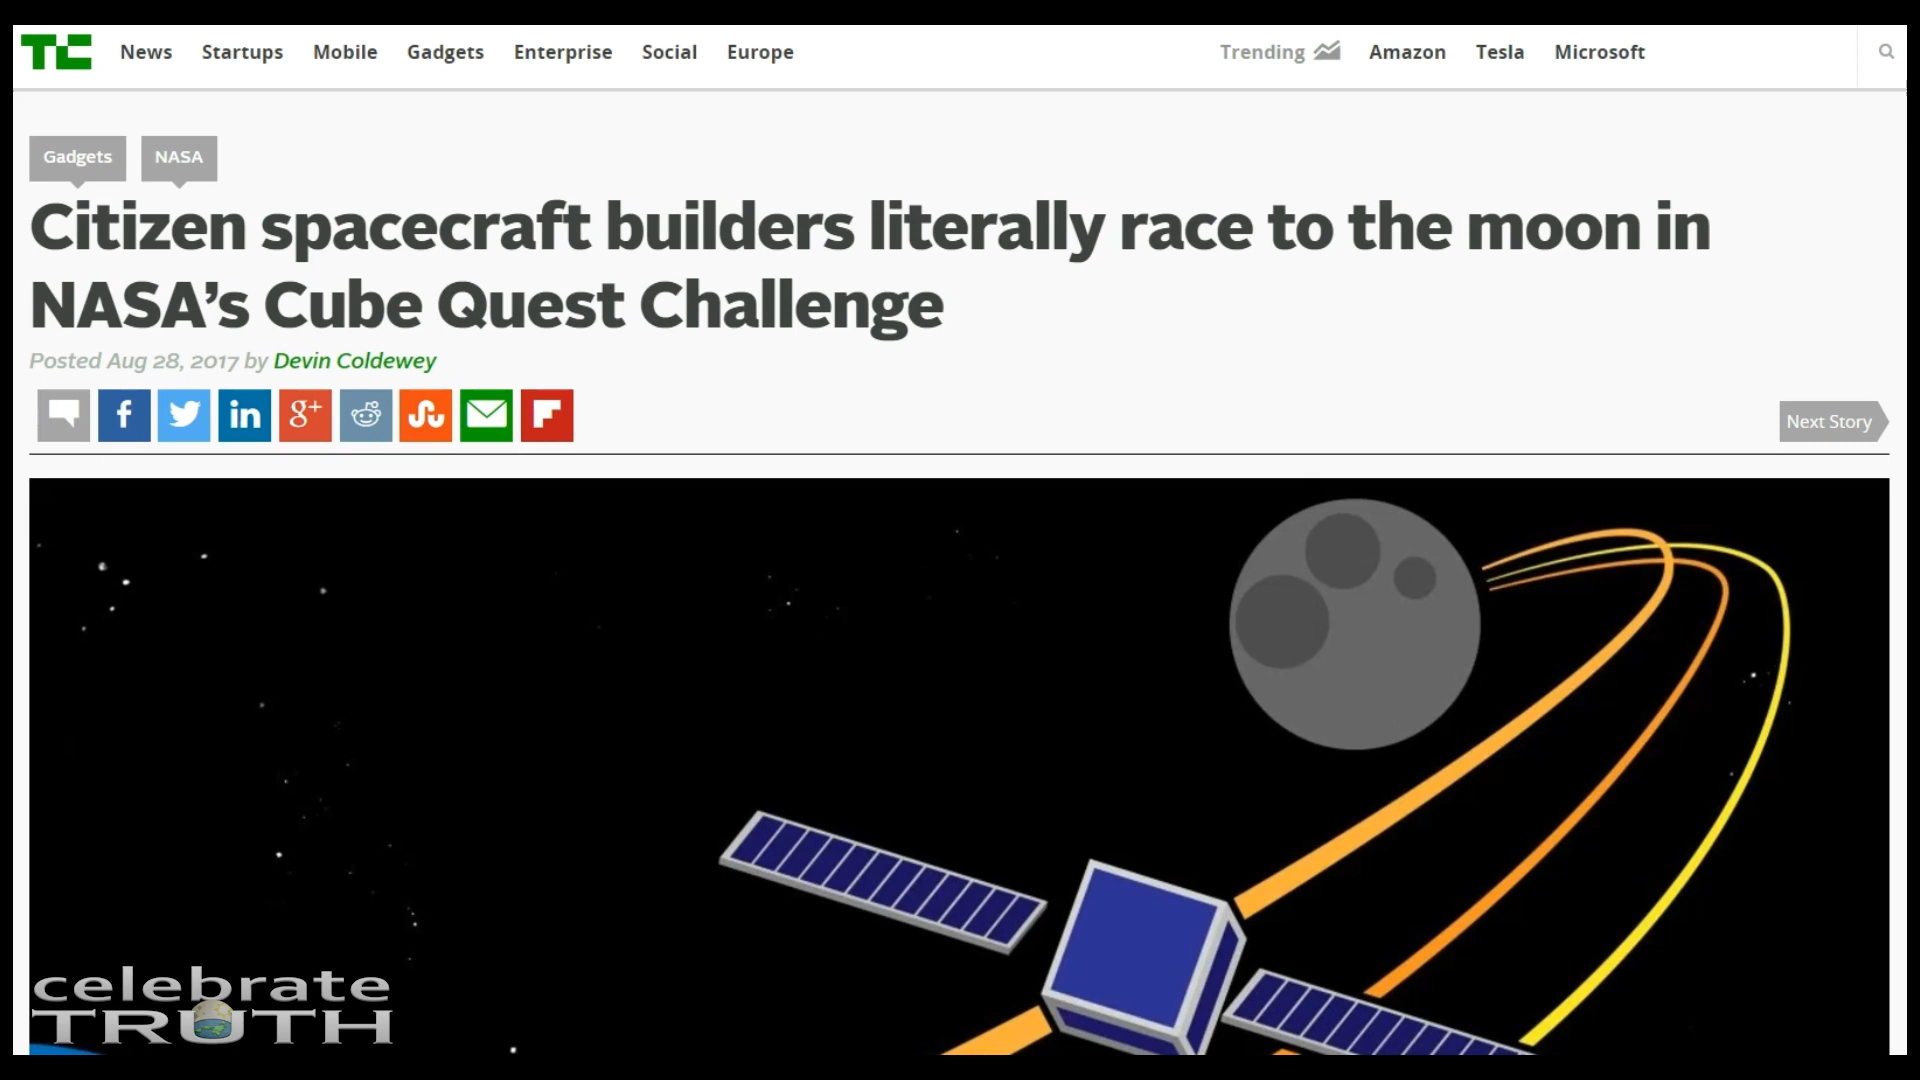 TC News Startups Mobile Gadgets Enterprise Social Europe Trending Amazon Tesla Microsoft
Gadgets NASA
Citizen spacecraft builders literally race to the moon in
NASA’s Cube Quest Challenge
Posted Aug 28, 2017 by Devin Coldewey
f in g+
Next Story
celebrate
TRUTH